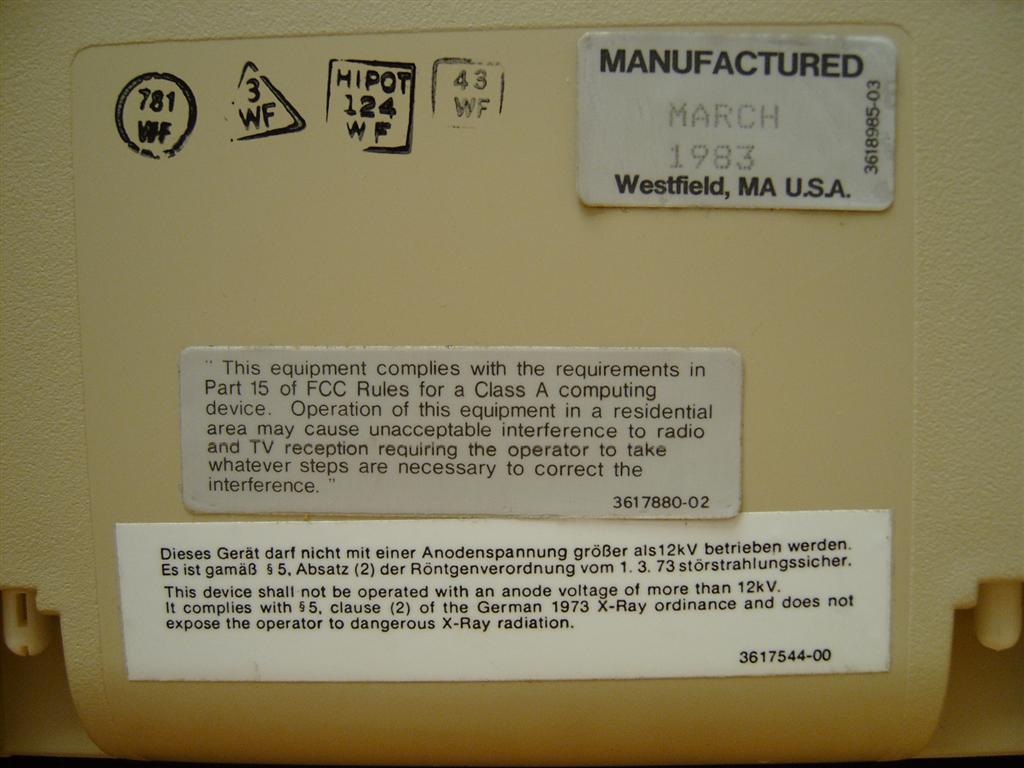 781
WF
3
WF
HIPOT
124
WF
43
WF
MANUFACTURED
MARCH
1983
Westfield, MA U.S.A.
3618985-03
" This equipment complies with the requirements in
Part 15 of FCC Rules for a Class A computing
device. Operation of this equipment in a residential
area may cause unacceptable interference to radio
and TV reception requiring the operator to take
whatever steps are necessary to correct the
interference. "
3617880-02
Dieses Gerät darf nicht mit einer Anodenspannung größer als12kV betrieben werden.
Es ist gamäß § 5, Absatz (2) der Röntgenverordnung vom 1. 3. 73 störstrahlungssicher.
This device shall not be operated with an anode voltage of more than 12kV.
It complies with § 5, clause (2) of the German 1973 X-Ray ordinance and does not
expose the operator to dangerous X-Ray radiation.
3617544-00